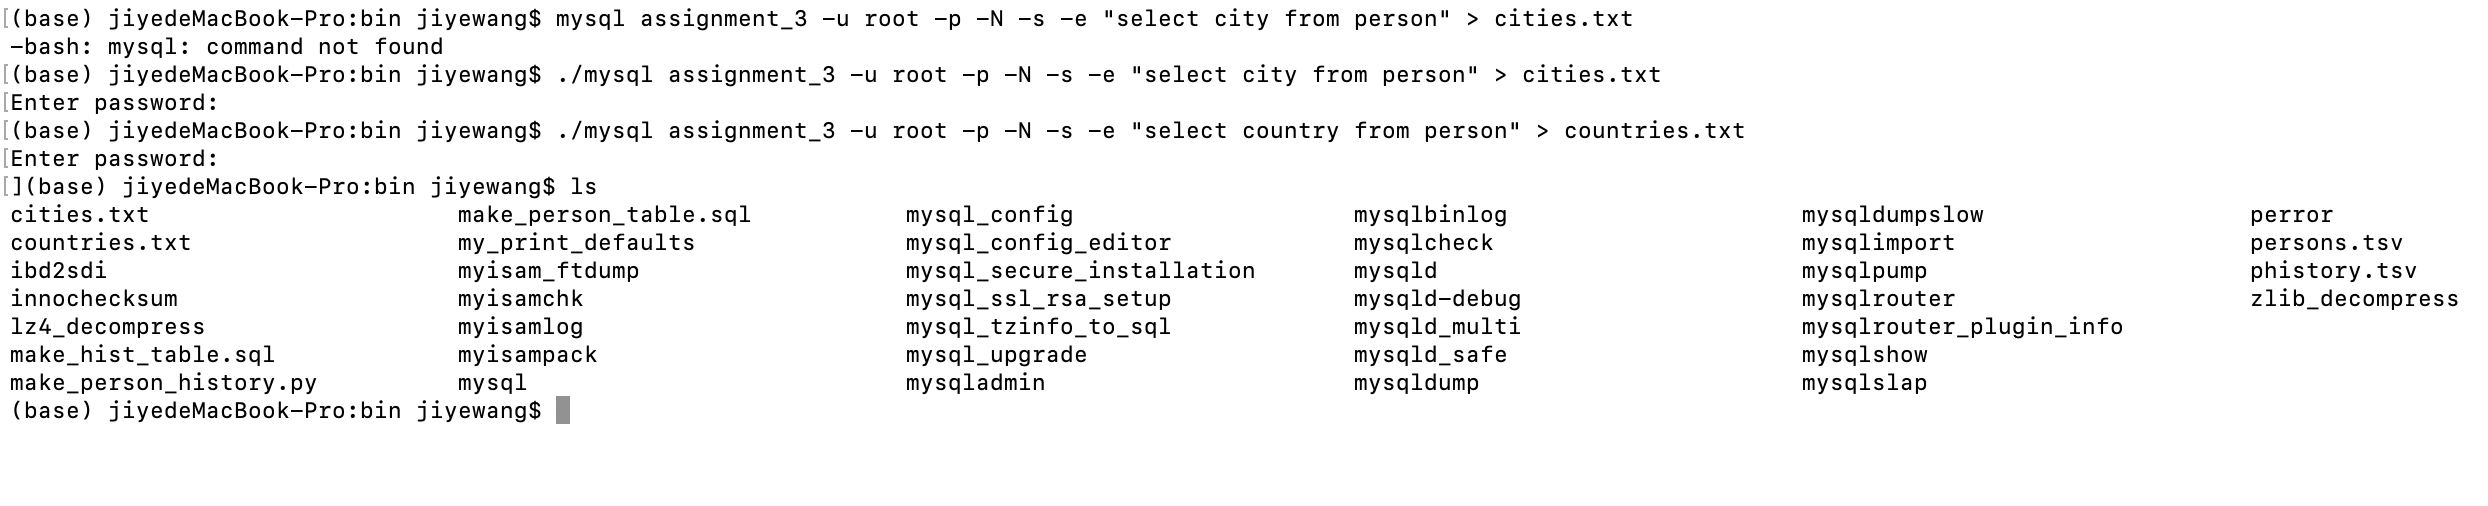 [(base) jiyedeMacBook-Pro:bin jiyewang$ mysql assignment_3 -u root -p -N -s -e "select city from person" > cities.txt
-bash: mysql: command not found
[(base) jiyedeMacBook-Pro:bin jiyewang$ ./mysql assignment_3 -u root -p -N -s -e "select city from person" > cities.txt
[Enter password:
[(base) jiyedeMacBook-Pro:bin jiyewang$ ./mysql assignment_3 -u root -p -N -s -e "select country from person" > countries.txt
[Enter password:
[](base) jiyedeMacBook-Pro:bin jiyewang$ ls
cities.txt make_person_table.sql mysql_config mysqlbinlog mysqldumpslow perror
countries.txt my_print_defaults mysql_config_editor mysqlcheck mysqlimport persons.tsv
ibd2sdi myisam_ftdump mysql_secure_installation mysqld mysqlpump phistory.tsv
innochecksum myisamchk mysql_ssl_rsa_setup mysqld-debug mysqlrouter zlib_decompress
lz4_decompress myisamlog mysql_tzinfo_to_sql mysqld_multi mysqlrouter_plugin_info
make_hist_table.sql myisampack mysql_upgrade mysqld_safe mysqlshow
make_person_history.py mysql mysqladmin mysqldump mysqlslap
(base) jiyedeMacBook-Pro:bin jiyewang$